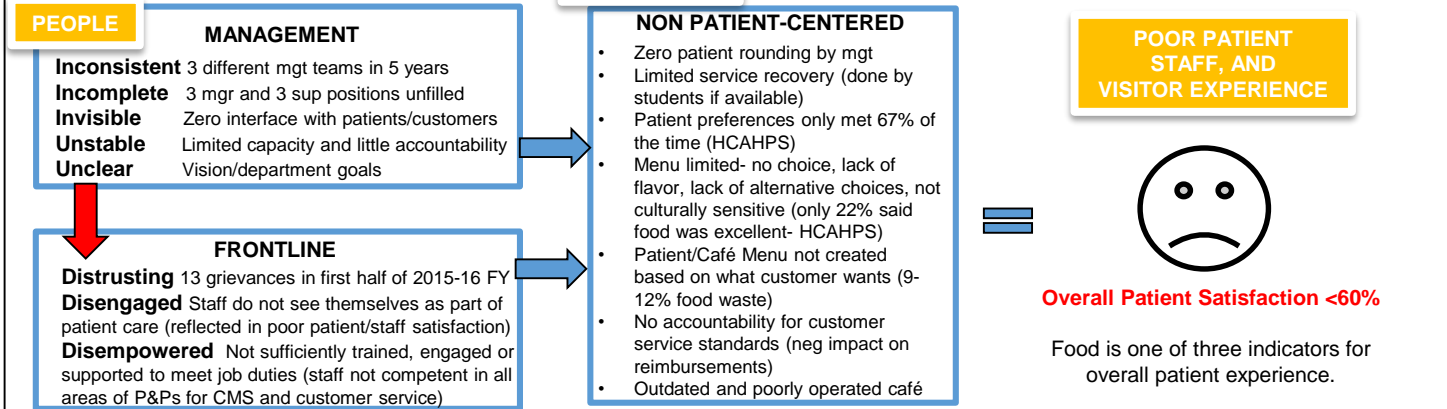 PEOPLE
MANAGEMENT
Inconsistent 3 different mgt teams in 5 years
Incomplete 3 mgr and 3 sup positions unfilled
Invisible Zero interface with patients/customers
Unstable Limited capacity and little accountability
Unclear Vision/department goals
FRONTLINE
Distrusting 13 grievances in first half of 2015-16 FY
Disengaged Staff do not see themselves as part of
patient care (reflected in poor patient/staff satisfaction)
Disempowered Not sufficiently trained, engaged or
supported to meet job duties (staff not competent in all
areas of P&Ps for CMS and customer service)
NON PATIENT-CENTERED
• Zero patient rounding by mgt
• Limited service recovery (done by
students if available)
• Patient preferences only met 67% of
the time (HCAHPS)
• Menu limited- no choice, lack of
flavor, lack of alternative choices, not
culturally sensitive (only 22% said
food was excellent- HCAHPS)
• Patient/Café Menu not created
based on what customer wants (9-
12% food waste)
• No accountability for customer
service standards (neg impact on
reimbursements)
• Outdated and poorly operated café
POOR PATIENT
STAFF, AND
VISITOR EXPERIENCE
Overall Patient Satisfaction <60%
Food is one of three indicators for
overall patient experience.